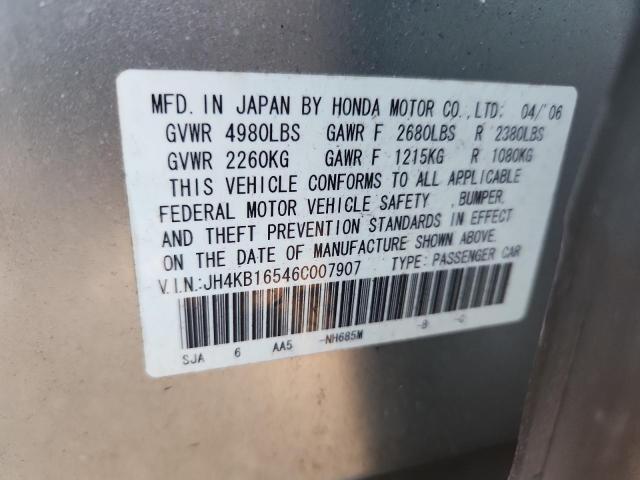 MFD. IN JAPAN BY HONDA MOTOR CO.,LTD: 04/'06
GVWR 4980LBS GAWR F 2680LBS R 2380LBS
GVWR 2260KG GAWR F 1215KG R 1080KG
THIS VEHICLE CONFORMS TO ALL APPLICABLE
FEDERAL MOTOR VEHICLE SAFETY ,BUMPER,
AND THEFT PREVENTION STANDARDS IN EFFECT
ON THE DATE OF MANUFACTURE SHOWN ABOVE.
V.I.N:JH4KB16546C007907 TYPE: PASSENGER CAR
SJA 6 AA5 -NH685M -B -C